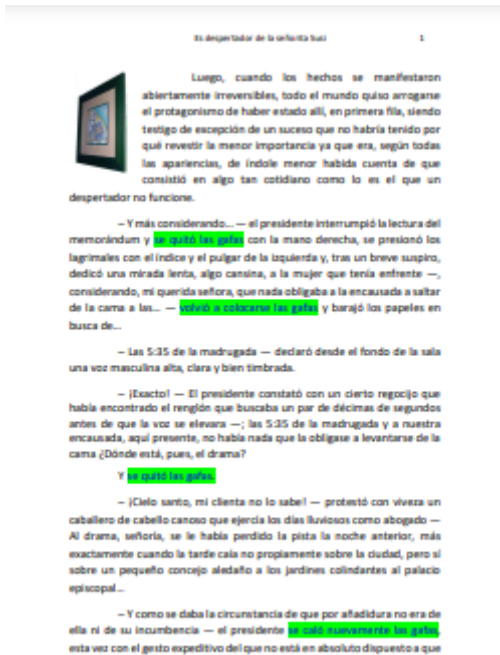 Es despertador de la señorita Susi 1
Luego, cuando los hechos se manifestaron
abiertamente irreversibles, todo el mundo quiso arrogarse
el protagonismo de haber estado allí, en primera fila, siendo
testigo de excepción de un suceso que no habría tenido por
qué revestir la menor importancia ya que era, según todas
las apariencias, de índole menor habida cuenta de que
consistió en algo tan cotidiano como lo es el que un
despertador no funcione.
– Y más considerando... — el presidente interrumpió la lectura del
memorándum y se quitó las gafas con la mano derecha, se presionó los
lagrimales con el índice y el pulgar de la izquierda y, tras un breve suspiro,
dedicó una mirada lenta, algo cansina, a la mujer que tenía enfrente —,
considerando, mi querida señora, que nada obligaba a la encausada a saltar
de la cama a las... — volvió a colocarse las gafas y barajó los papeles en
busca de...
– Las 5:35 de la madrugada — declaró desde el fondo de la sala
una voz masculina alta, clara y bien timbrada.
– ¡Exacto! — El presidente constató con un cierto regocijo que
había encontrado el renglón que buscaba un par de décimas de segundos
antes de que la voz se elevara —; las 5:35 de la madrugada y a nuestra
encausada, aquí presente, no había nada que la obligase a levantarse de la
cama ¿Dónde está, pues, el drama?
Y se quitó las gafas.
– ¡Cielo santo, mi clienta no lo sabe! — protestó con viveza un
caballero de cabello canoso que ejercía los días lluviosos como abogado —
Al drama, señoría, se le había perdido la pista la noche anterior, más
exactamente cuando la tarde caía no propiamente sobre la ciudad, pero sí
sobre un pequeño concejo aledaño a los jardines colindantes al palacio
episcopal...
– Y como se daba la circunstancia de que por añadidura no era de
ella ni de su incumbencia — el presidente se caló nuevamente las gafas,
esta vez con el gesto expeditivo del que no está en absoluto dispuesto a que